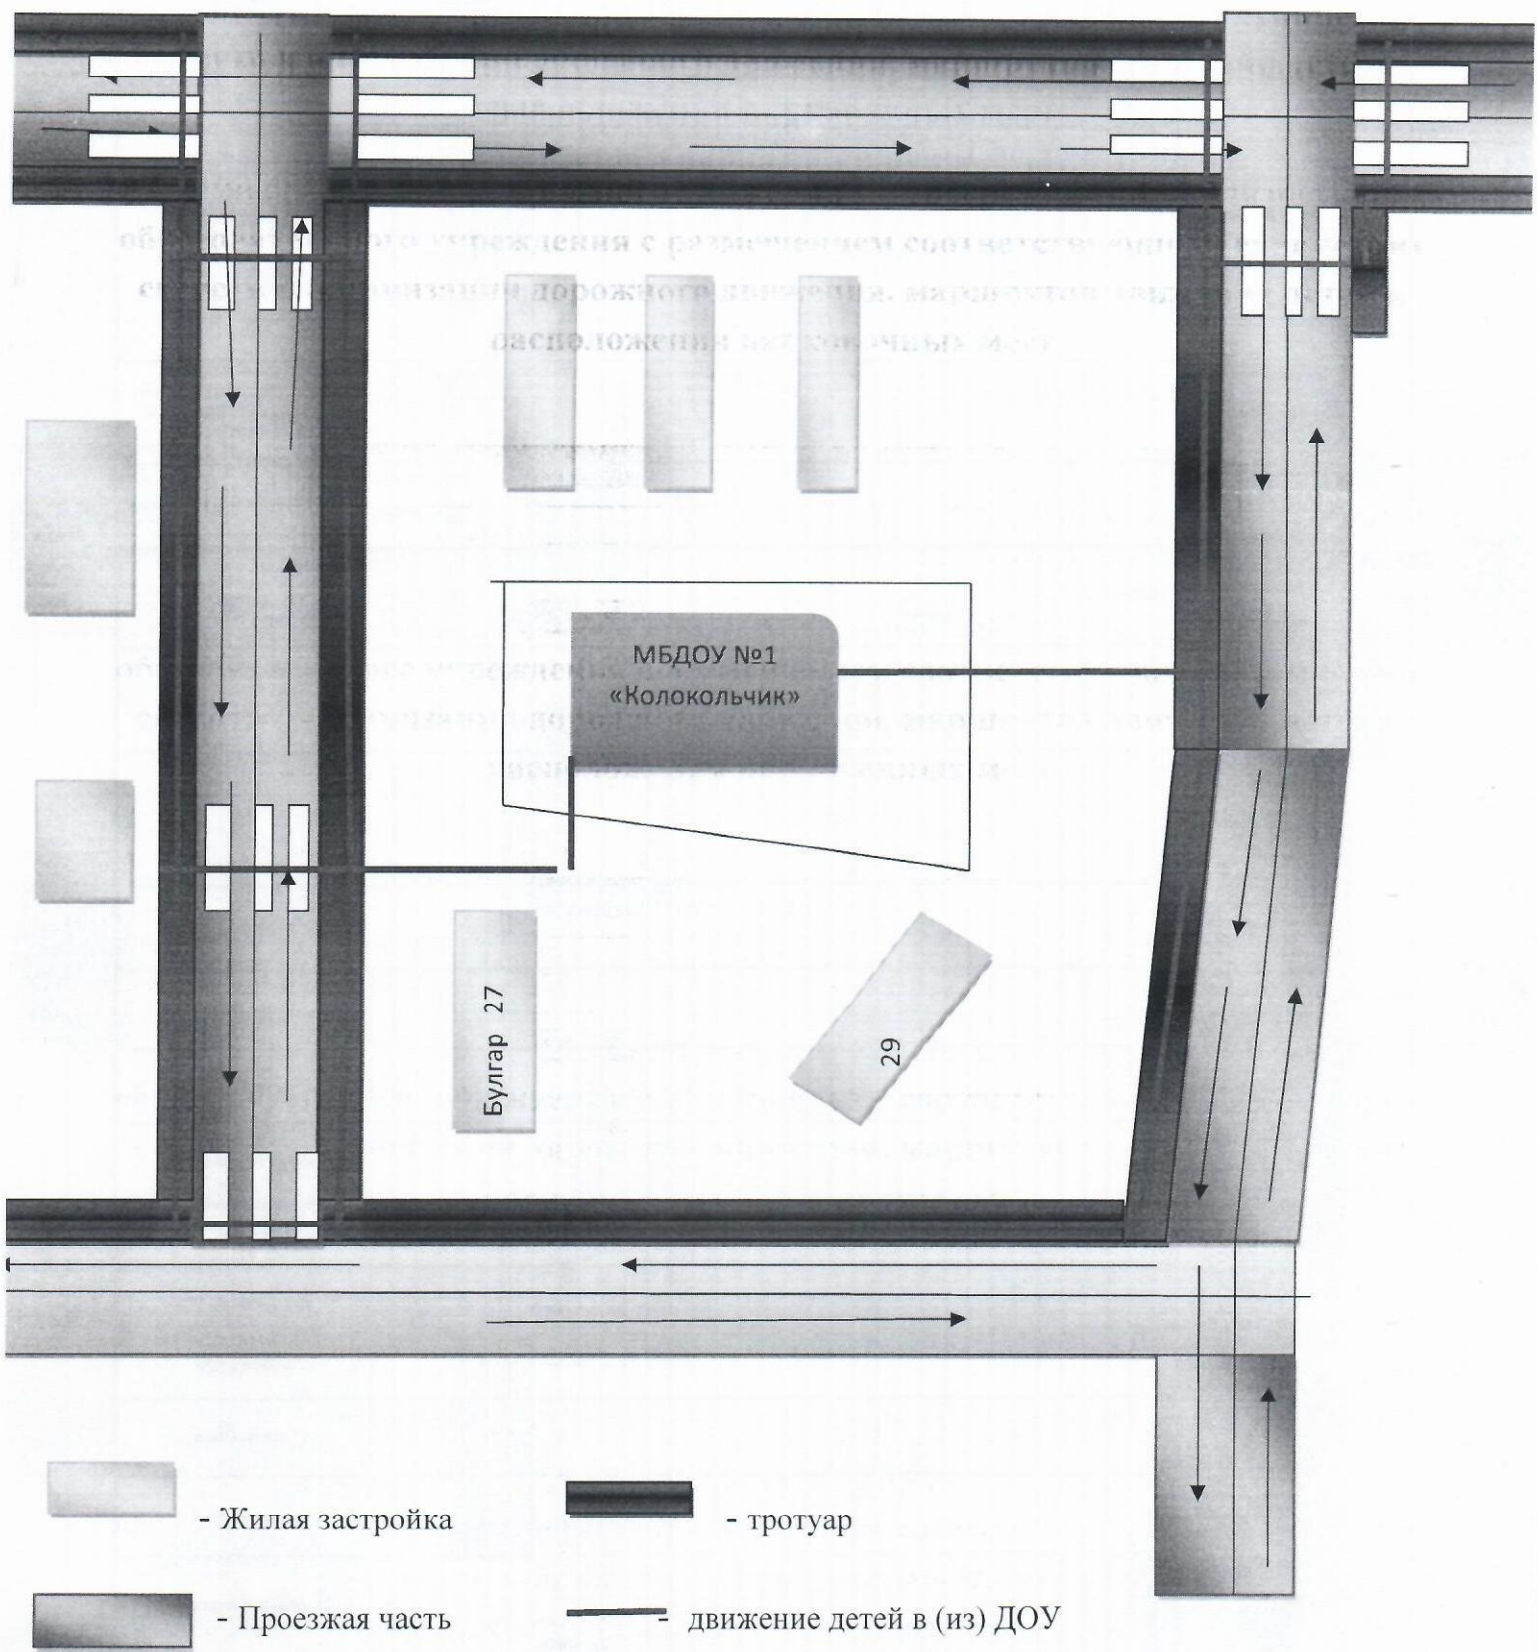 МБДОУ №1
«Колокольчик»
Булгар 27
29
- Жилая застройка
- тротуар
- Проезжая часть
- движение детей в (из) ДОУ